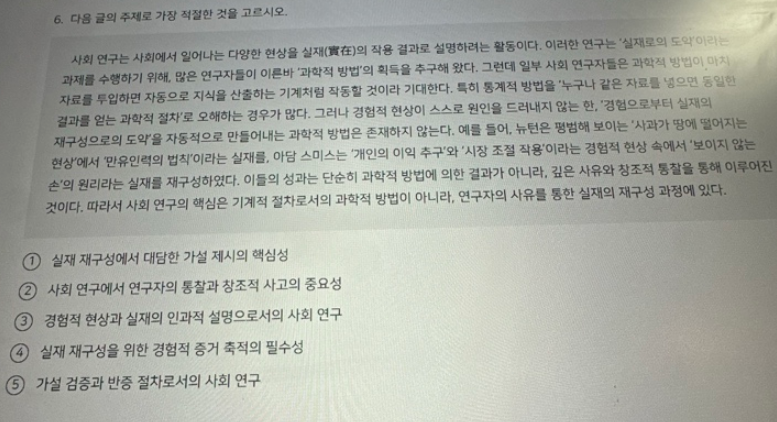 6. 다음 글의 주제로 가장 적절한 것을 고르시오.
사회 연구는 사회에서 일어나는 다양한 현상을 실재(實在)의 작용 결과로 설명하려는 활동이다. 이러한 연구는 '실재로의 도약'이라는
과제를 수행하기 위해, 많은 연구자들이 이른바 '과학적 방법'의 획득을 추구해 왔다. 그런데 일부 사회 연구자들은 과학적 방법이 마치
자료를 투입하면 자동으로 지식을 산출하는 기계처럼 작동할 것이라 기대한다. 특히 통계적 방법을 '누구나 같은 자료를 넣으면 동일한
결과를 얻는 과학적 절차'로 오해하는 경우가 많다. 그러나 경험적 현상이 스스로 원인을 드러내지 않는 한, '경험으로부터 실재의
재구성으로의 도약'을 자동적으로 만들어내는 과학적 방법은 존재하지 않는다. 예를 들어, 뉴턴은 평범해 보이는 '사과가 땅에 떨어지는
현상'에서 '만유인력의 법칙'이라는 실재를, 아담 스미스는 '개인의 이익 추구'와 '시장 조절 작용'이라는 경험적 현상 속에서 '보이지 않는
손'의 원리라는 실재를 재구성하였다. 이들의 성과는 단순히 과학적 방법에 의한 결과가 아니라, 깊은 사유와 창조적 통찰을 통해 이루어진
것이다. 따라서 사회 연구의 핵심은 기계적 절차로서의 과학적 방법이 아니라, 연구자의 사유를 통한 실재의 재구성 과정에 있다.
① 실재 재구성에서 대담한 가설 제시의 핵심성
② 사회 연구에서 연구자의 통찰과 창조적 사고의 중요성
③ 경험적 현상과 실재의 인과적 설명으로서의 사회 연구
④ 실재 재구성을 위한 경험적 증거 축적의 필수성
⑤ 가설 검증과 반증 절차로서의 사회 연구